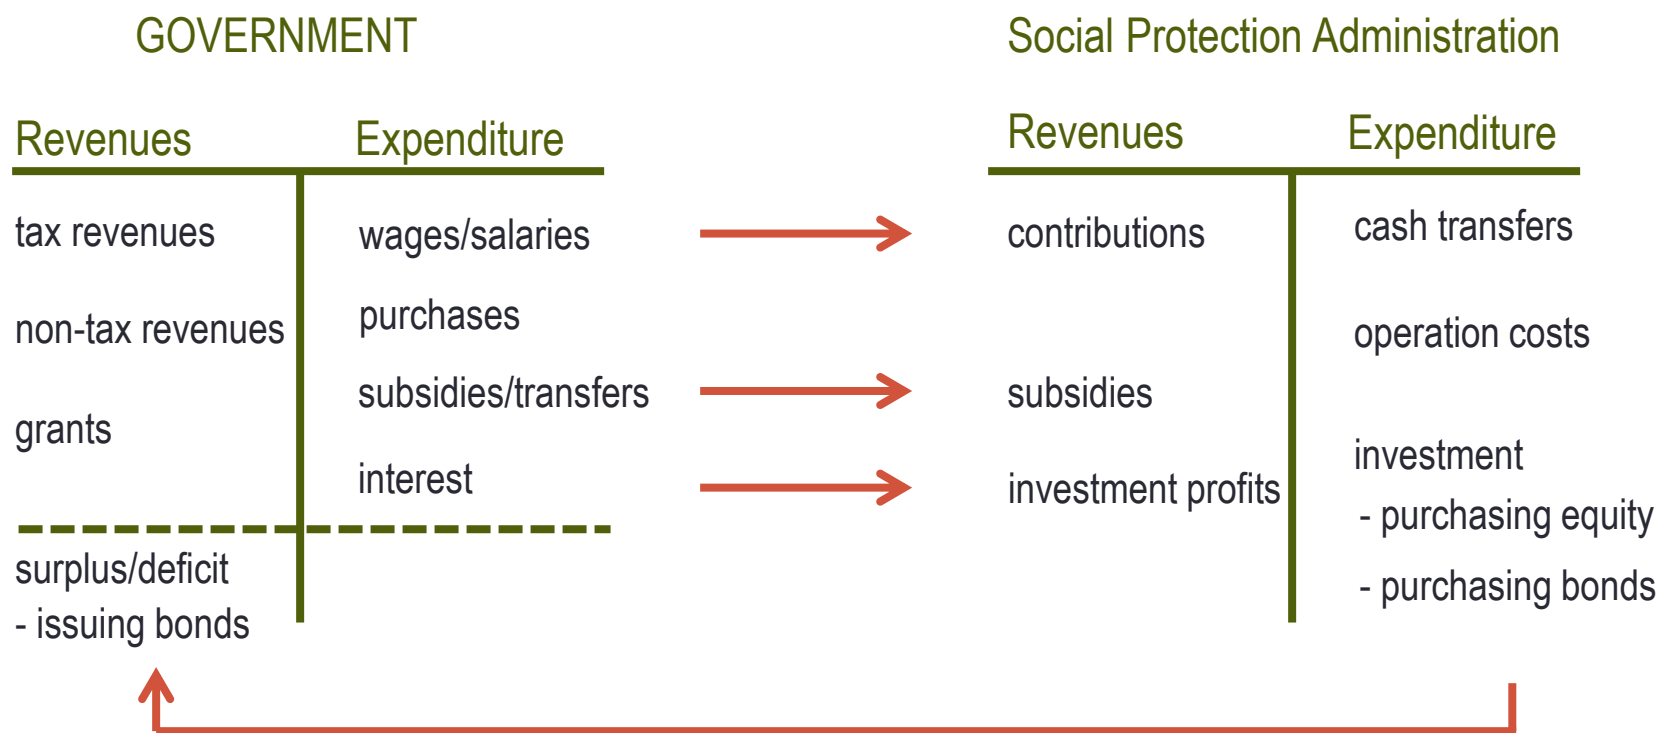 GOVERNMENT
Social Protection Administration
Revenues
Expenditure
tax revenues
wages/salaries
non-tax revenues
purchases
grants
subsidies/transfers
interest
surplus/deficit
- issuing bonds
Revenues
Expenditure
contributions
cash transfers
operation costs
subsidies
investment profits
investment
- purchasing equity
- purchasing bonds